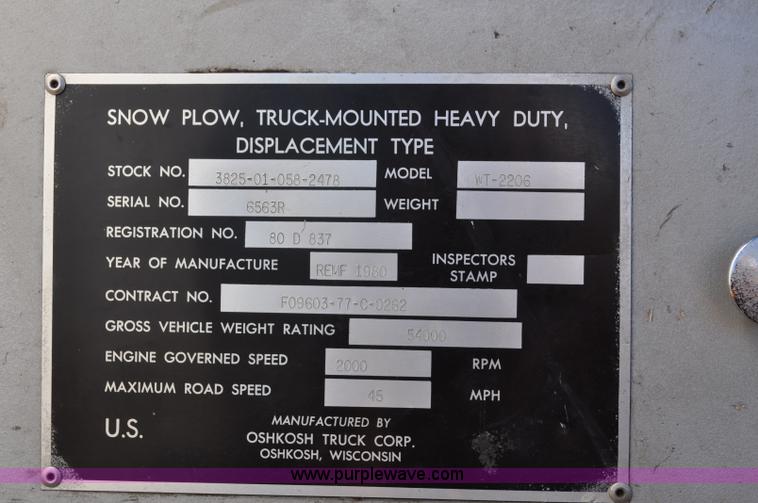 SNOW PLOW, TRUCK-MOUNTED HEAVY DUTY,
DISPLACEMENT TYPE
STOCK NO. 3825-01-058-2478 MODEL WT-2206
SERIAL NO. 6563R WEIGHT
REGISTRATION NO. 80 D 837
YEAR OF MANUFACTURE REMF 1980 INSPECTORS STAMP
CONTRACT NO. F09603-77-C-0262
GROSS VEHICLE WEIGHT RATING 54000
ENGINE GOVERNED SPEED 2000 RPM
MAXIMUM ROAD SPEED 45 MPH
U.S.
MANUFACTURED BY
OSHKOSH TRUCK CORP.
OSHKOSH, WISCONSIN
www.purplewave.com